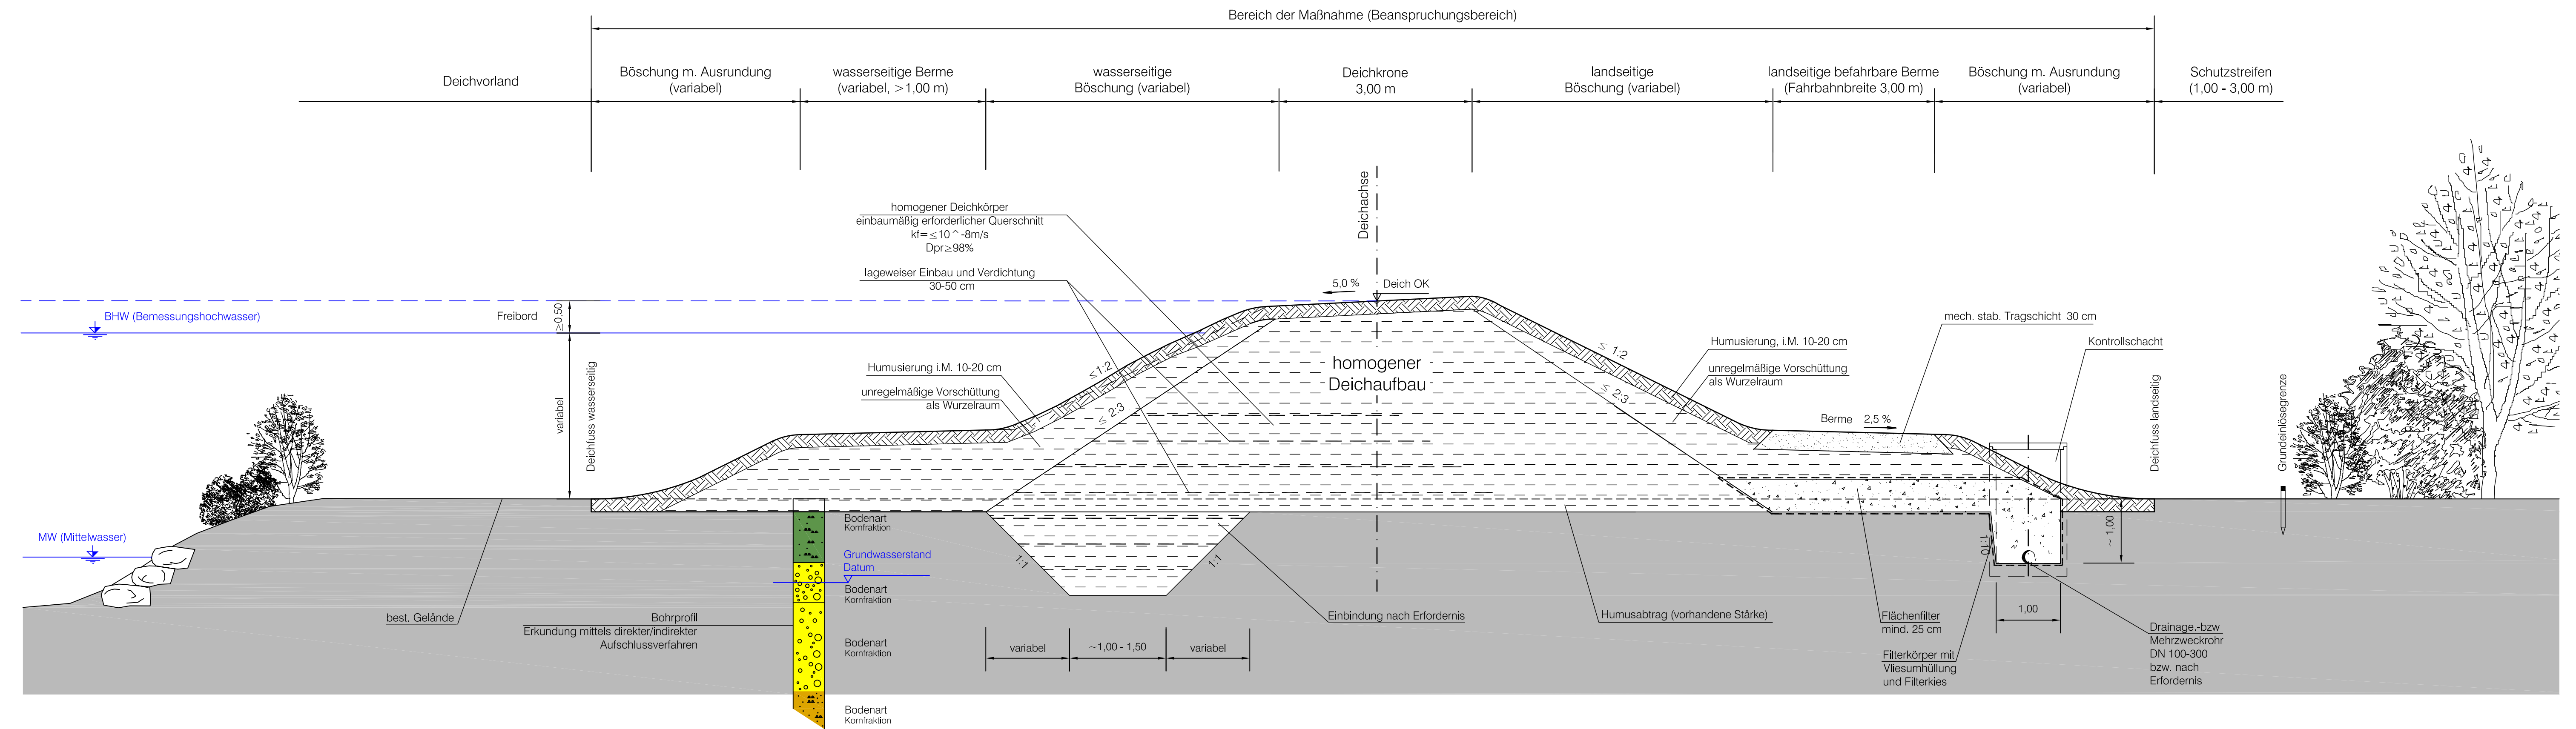 Bereich der Maßnahme (Beanspruchungsbereich)
Deichvorland
Böschung m. Ausrundung
(variabel)
wasserseitige Berme
(variabel, ≥1,00 m)
wasserseitige
Böschung (variabel)
Deichkrone
3,00 m
landseitige
Böschung (variabel)
landseitige befahrbare Berme
(Fahrbahnbreite 3,00 m)
Böschung m. Ausrundung
(variabel)
Schutzstreifen
(1,00 - 3,00 m)
Deichachse
homogener Deichkörper
einbaumäßig erforderlicher Querschnitt
kf=≤10^-8m/s
Dpr≥98%
lageweiser Einbau und Verdichtung
30-50 cm
5,0 %
Deich OK
BHW (Bemessungshochwasser)
Freibord
≥0,50
variabel
Deichfuss wasserseitig
Humusierung i.M. 10-20 cm
unregelmäßige Vorschüttung
als Wurzelraum
≤1:2
≤ 2:3
homogener
Deichaufbau
≤ 1:2
≤ 2:3
Humusierung, i.M. 10-20 cm
unregelmäßige Vorschüttung
als Wurzelraum
mech. stab. Tragschicht 30 cm
Kontrollschacht
Berme 2,5 %
Deichfuss landseitig
Grundeinlösegrenze
MW (Mittelwasser)
best. Gelände
Bodenart
Kornfraktion
Grundwasserstand
Datum
Bodenart
Kornfraktion
Bohrprofil
Erkundung mittels direkter/indirekter
Aufschlussverfahren
Bodenart
Kornfraktion
Bodenart
Kornfraktion
1:1
1:1
variabel
~1,00 - 1,50
variabel
Einbindung nach Erfordernis
Humusabtrag (vorhandene Stärke)
1:10
~ 1,00
1,00
Flächenfilter
mind. 25 cm
Filterkörper mit
Vliesumhüllung
und Filterkies
Drainage.-bzw
Mehrzweckrohr
DN 100-300
bzw. nach
Erfordernis